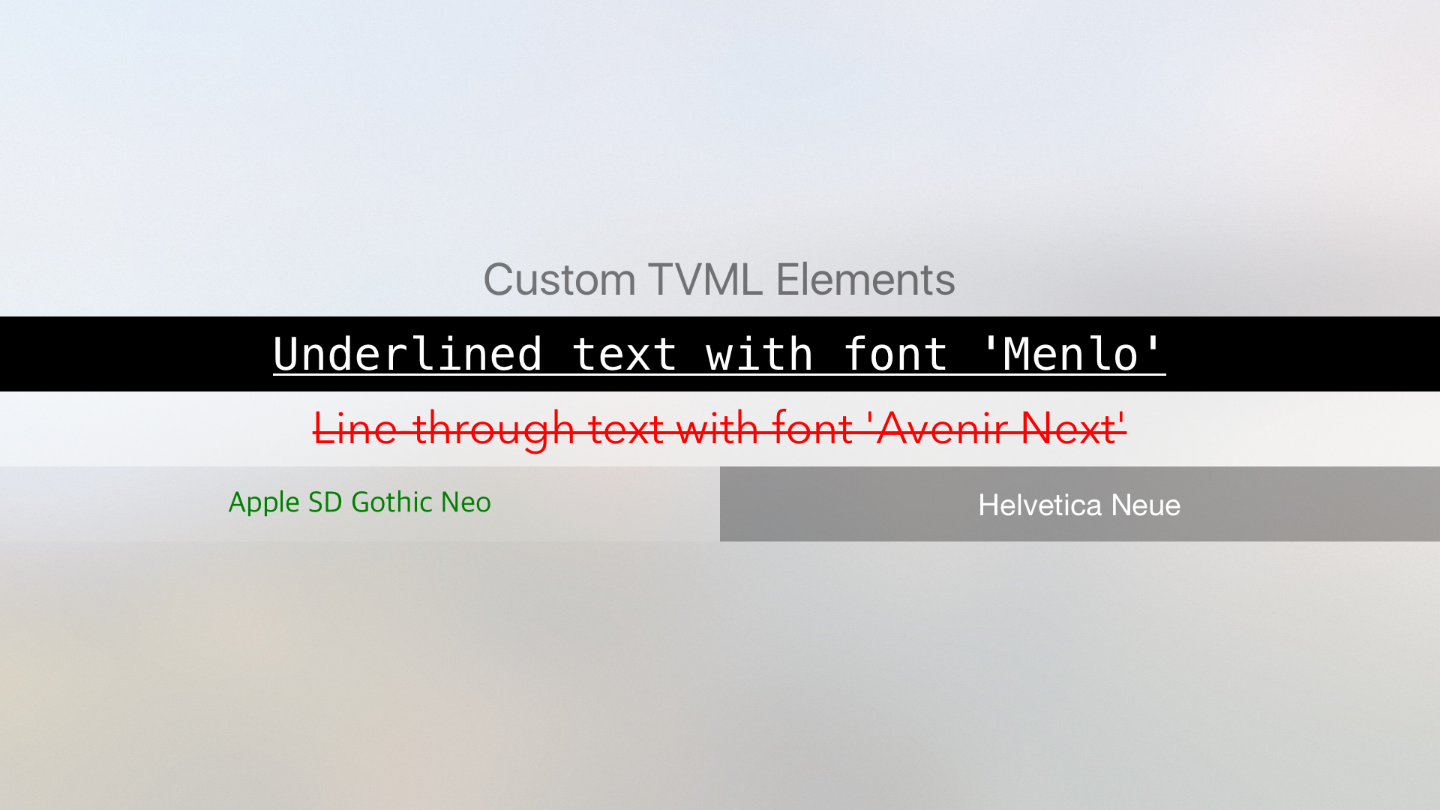 Custom TVML Elements
Underlined text with font 'Menlo'
Line-through text with font 'Avenir Next'
Apple SD Gothic Neo
Helvetica Neue